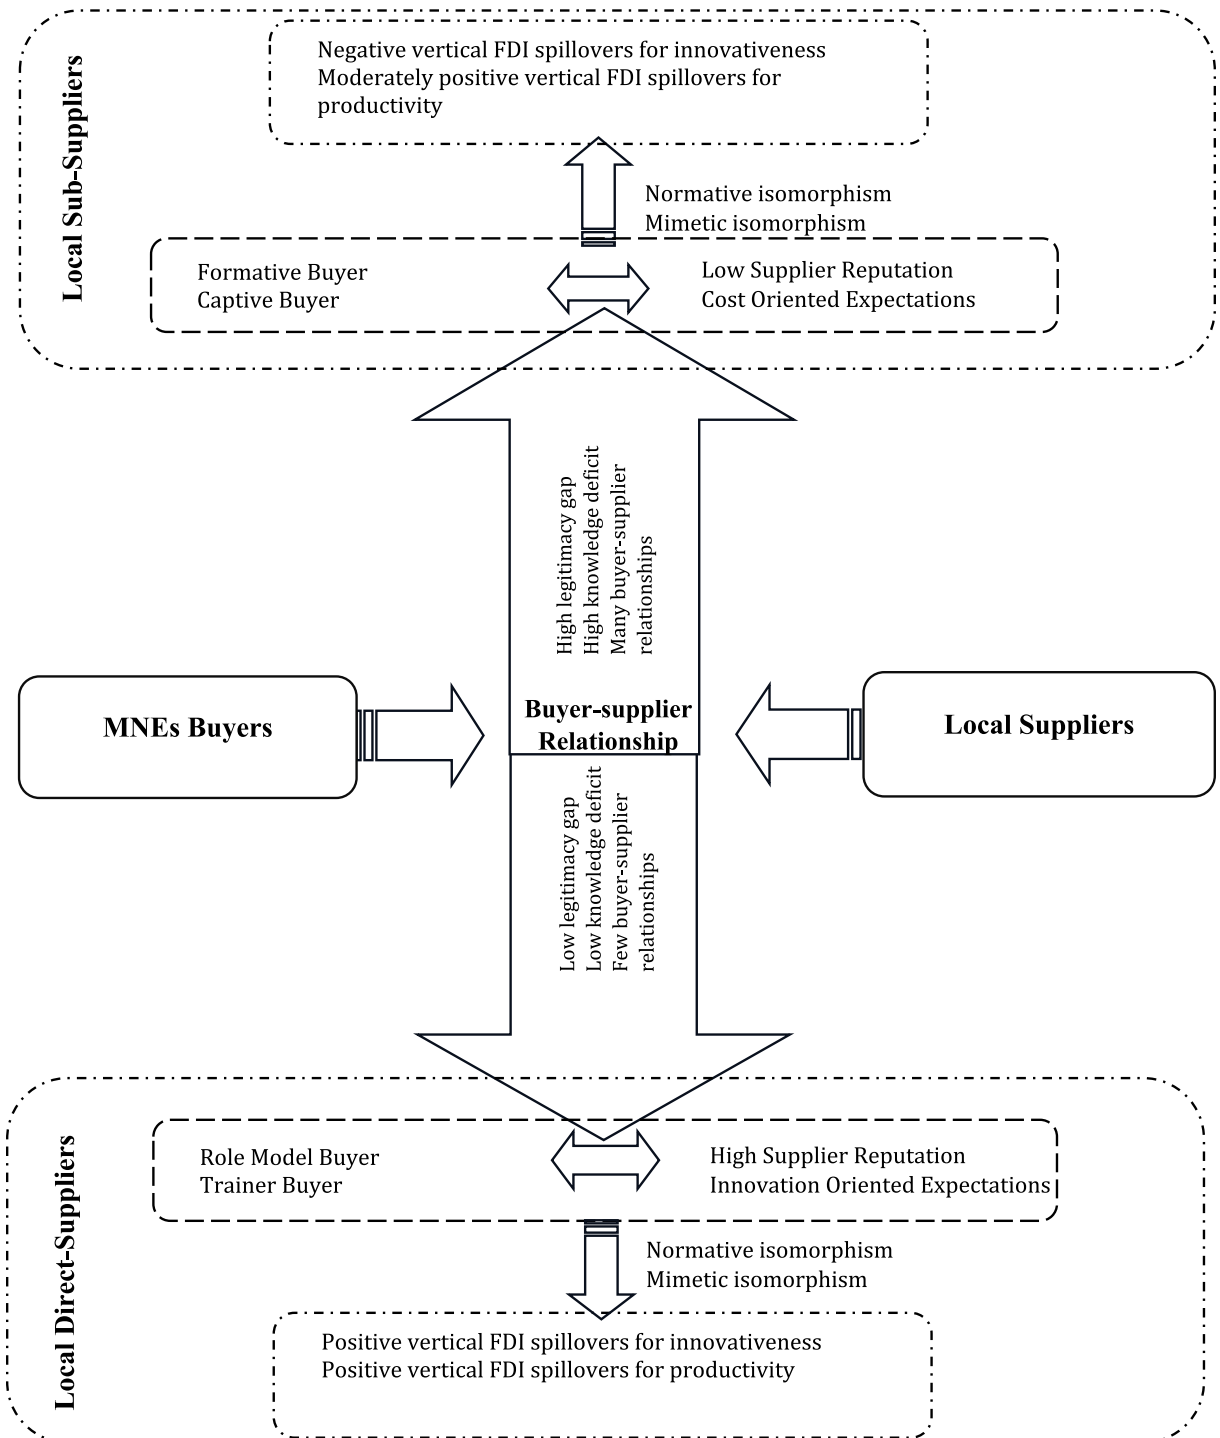 Local Sub-Suppliers
Negative vertical FDI spillovers for innovativeness
Moderately positive vertical FDI spillovers for
productivity
Normative isomorphism
Mimetic isomorphism
Formative Buyer
Captive Buyer
Low Supplier Reputation
Cost Oriented Expectations
High legitimacy gap
High knowledge deficit
Many buyer-supplier
relationships
MNEs Buyers
Buyer-supplier
Relationship
Local Suppliers
Low legitimacy gap
Low knowledge deficit
Few buyer-supplier
relationships
Local Direct-Suppliers
Role Model Buyer
Trainer Buyer
High Supplier Reputation
Innovation Oriented Expectations
Normative isomorphism
Mimetic isomorphism
Positive vertical FDI spillovers for innovativeness
Positive vertical FDI spillovers for productivity